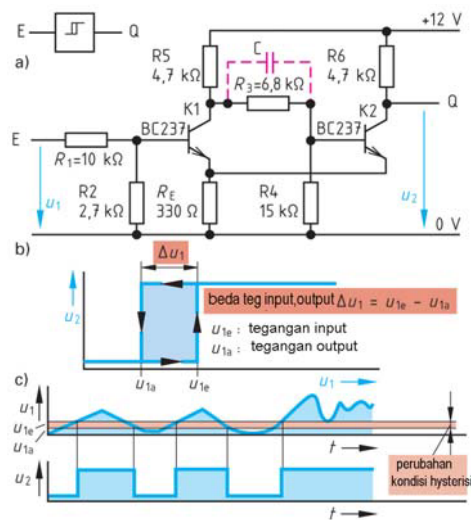 E Q
a)
+12 V
R5
4,7 kΩ
C
R3=6,8 kΩ
R6
4,7 kΩ
K1
K2
Q
BC237
BC237
E
R1=10 kΩ
u1
R2
2,7 kΩ
RE
330 Ω
R4
15 kΩ
u2
0 V
b)
Δu1
u2
beda teg input,output Δu1 = u1e – u1a
u1e : tegangan input
u1a : tegangan output
u1a u1e u1
c)
u1
u1e
u1a
t
perubahan
kondisi hysterisi
u2
t